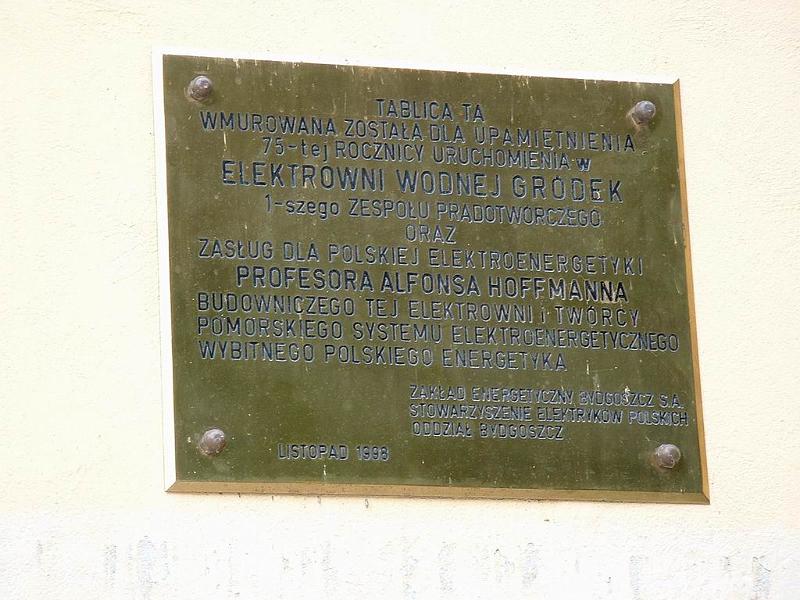 TABLICA TA
WMUROWANA ZOSTAŁA DLA UPAMIĘTNIENIA
75-tej ROCZNICY URUCHOMIENIA w
ELEKTROWNI WODNEJ GRÓDEK
1-szego ZESPOŁU PRĄDOTWÓRCZEGO
ORAZ
ZASŁUG DLA POLSKIEJ ELEKTROENERGETYKI
PROFESORA ALFONSA HOFFMANNA
BUDOWNICZEGO TEJ ELEKTROWNI i TWÓRCY
POMORSKIEGO SYSTEMU ELEKTROENERGETYCZNEGO
WYBITNEGO POLSKIEGO ENERGETYKA
ZAKŁAD ENERGETYCZNY BYDGOSZCZ S.A.
STOWARZYSZENIE ELEKTRYKÓW POLSKICH
ODDZIAŁ BYDGOSZCZ
LISTOPAD 1998